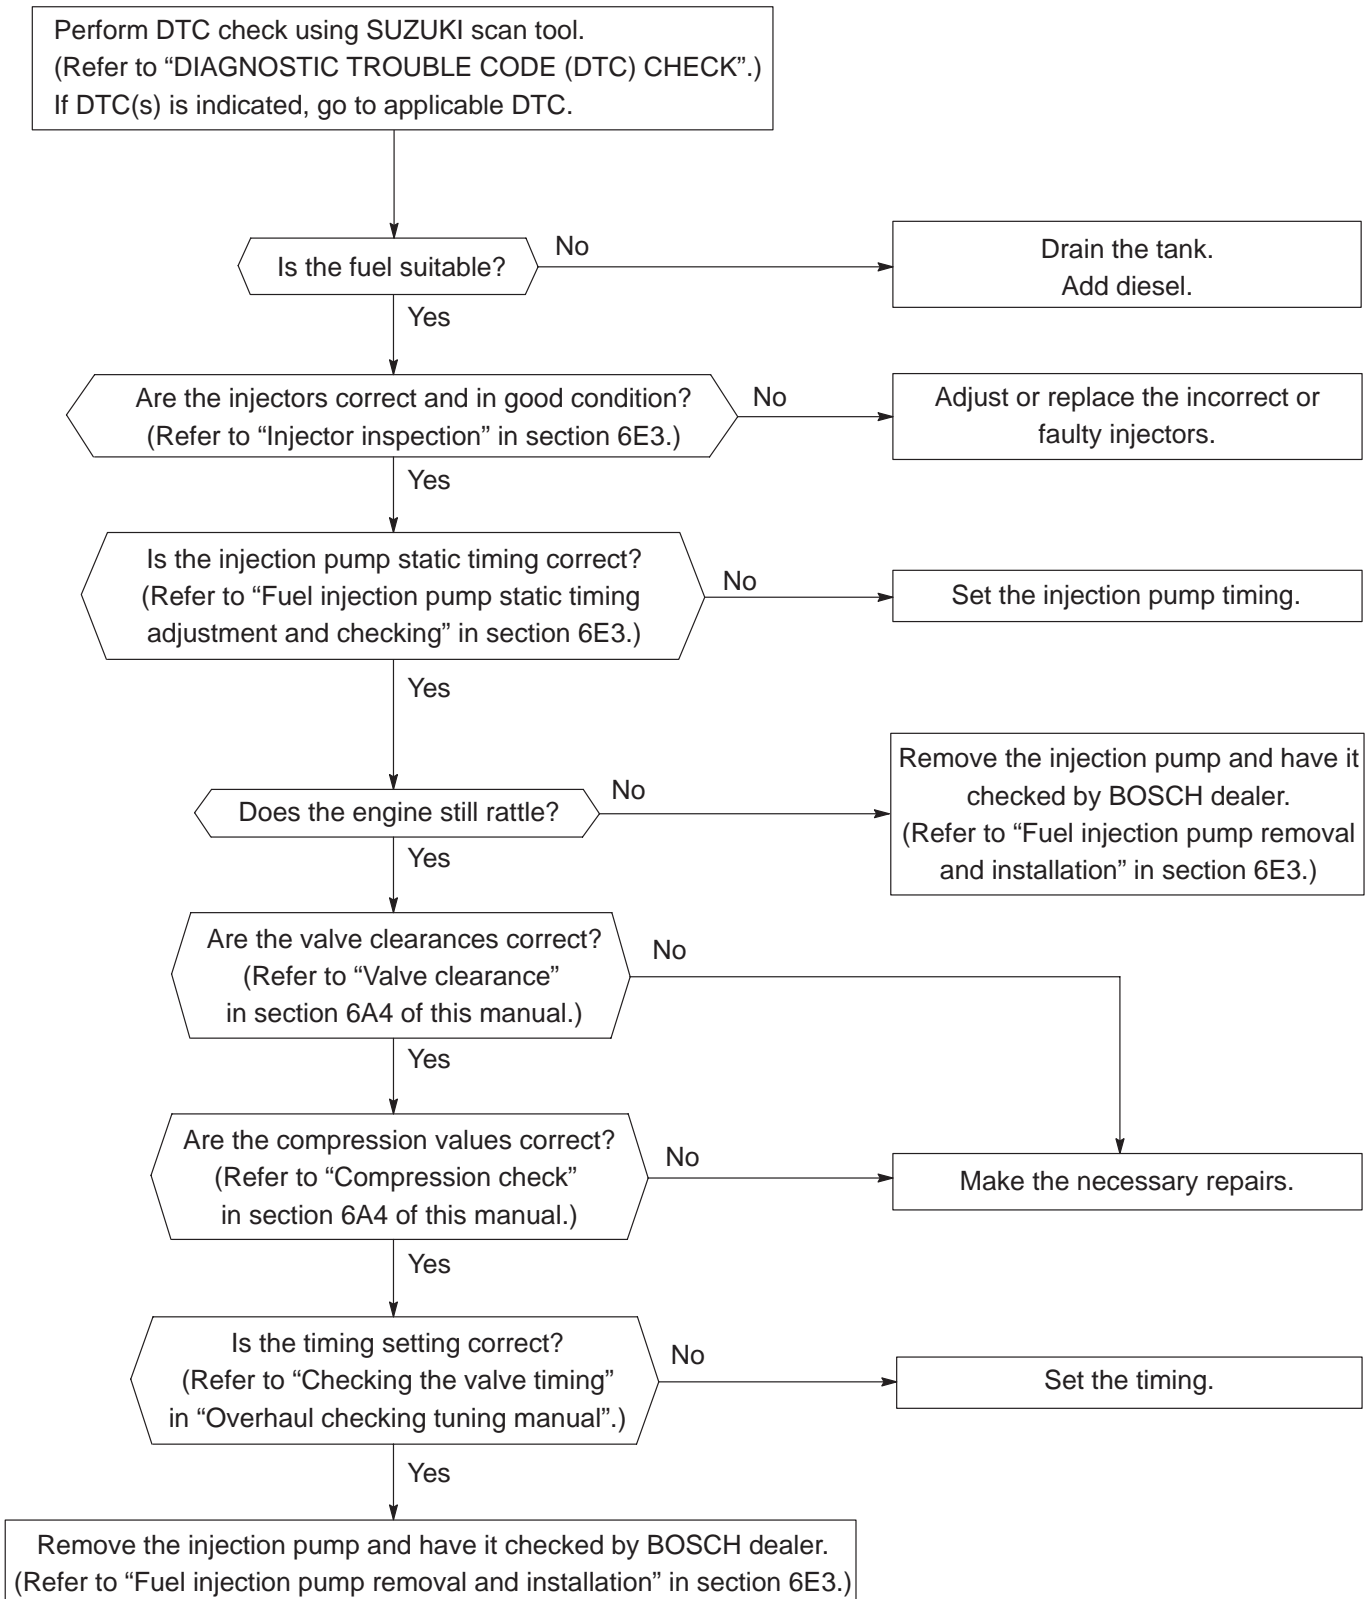 Perform DTC check using SUZUKI scan tool.
(Refer to “DIAGNOSTIC TROUBLE CODE (DTC) CHECK”.)
If DTC(s) is indicated, go to applicable DTC.
Is the fuel suitable?
No
Drain the tank.
Add diesel.
Yes
Are the injectors correct and in good condition?
(Refer to “Injector inspection” in section 6E3.)
No
Adjust or replace the incorrect or
faulty injectors.
Yes
Is the injection pump static timing correct?
(Refer to “Fuel injection pump static timing
adjustment and checking” in section 6E3.)
No
Set the injection pump timing.
Yes
Does the engine still rattle?
No
Remove the injection pump and have it
checked by BOSCH dealer.
(Refer to “Fuel injection pump removal
and installation” in section 6E3.)
Yes
Are the valve clearances correct?
(Refer to “Valve clearance”
in section 6A4 of this manual.)
No
Yes
Are the compression values correct?
(Refer to “Compression check”
in section 6A4 of this manual.)
No
Make the necessary repairs.
Yes
Is the timing setting correct?
(Refer to “Checking the valve timing”
in “Overhaul checking tuning manual”.)
No
Set the timing.
Yes
Remove the injection pump and have it checked by BOSCH dealer.
(Refer to “Fuel injection pump removal and installation” in section 6E3.)